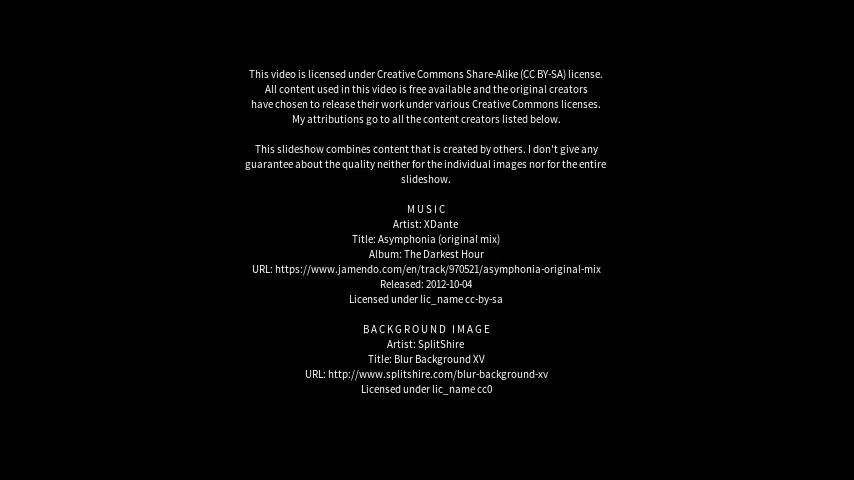 This video is licensed under Creative Commons Share-Alike (CC BY-SA) license.
All content used in this video is free available and the original creators
have chosen to release their work under various Creative Commons licenses.
My attributions go to all the content creators listed below.
This slideshow combines content that is created by others. I don't give any
guarantee about the quality neither for the individual images nor for the entire
slideshow.
MUSIC
Artist: XDante
Title: Asymphonia (original mix)
Album: The Darkest Hour
URL: https://www.jamendo.com/en/track/970521/asymphonia-original-mix
Released: 2012-10-04
Licensed under lic_name cc-by-sa
BACKGROUND IMAGE
Artist: SplitShire
Title: Blur Background XV
URL: http://www.splitshire.com/blur-background-xv
Licensed under lic_name cc0